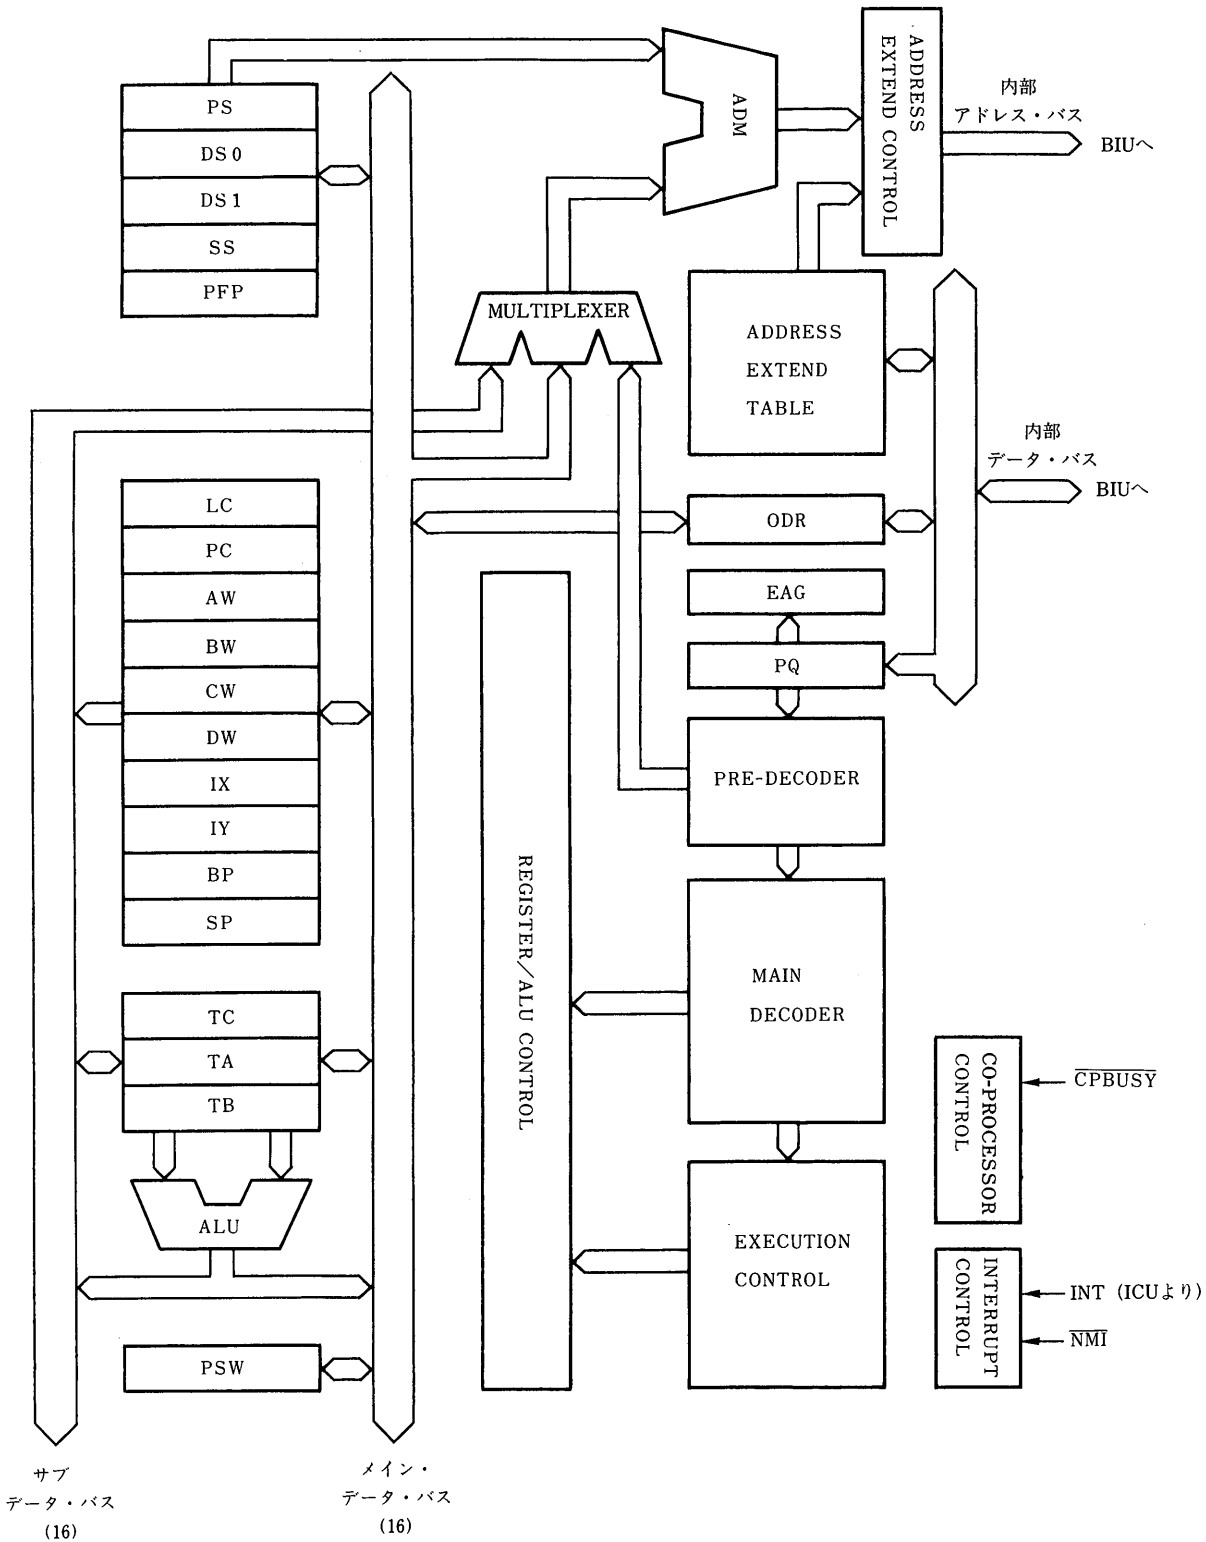 PS
DS0
DS1
SS
PFP
ADM
ADDRESS
EXTEND CONTROL
内部
アドレス・バス
BIUへ
MULTIPLEXER
ADDRESS
EXTEND
TABLE
内部
データ・バス
BIUへ
LC
PC
AW
BW
CW
DW
IX
IY
BP
SP
ODR
EAG
PQ
PRE-DECODER
REGISTER/ALU CONTROL
MAIN
DECODER
TC
TA
TB
ALU
EXECUTION
CONTROL
CO-PROCESSOR
CONTROL
CPBUSY
INTERRUPT
CONTROL
INT (ICUより)
NMI
PSW
サブ
データ・バス
(16)
メイン・
データ・バス
(16)